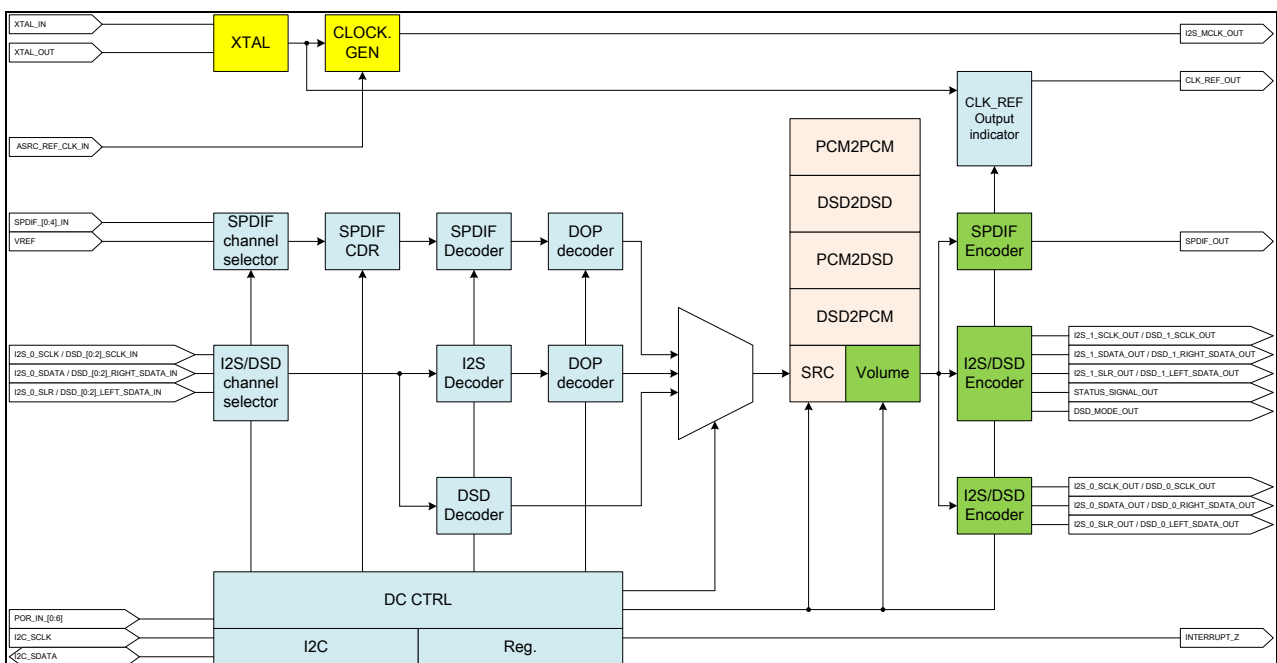 XTAL_IN
XTAL_OUT
XTAL
CLOCK.
GEN
I2S_MCLK_OUT
CLK_REF_OUT
CLK_REF
Output
indicator
ASRC_REF_CLK_IN
PCM2PCM
DSD2DSD
PCM2DSD
DSD2PCM
SRC
Volume
SPDIF_[0:4]_IN
VREF
SPDIF
channel
selector
SPDIF
CDR
SPDIF
Decoder
DOP
decoder
SPDIF
Encoder
SPDIF_OUT
I2S_0_SCLK / DSD_[0:2]_SCLK_IN
I2S_0_SDATA / DSD_[0:2]_RIGHT_SDATA_IN
I2S_0_SLR / DSD_[0:2]_LEFT_SDATA_IN
I2S/DSD
channel
selector
I2S
Decoder
DOP
decoder
I2S/DSD
Encoder
I2S_1_SCLK_OUT / DSD_1_SCLK_OUT
I2S_1_SDATA_OUT / DSD_1_RIGHT_SDATA_OUT
I2S_1_SLR_OUT / DSD_1_LEFT_SDATA_OUT
STATUS_SIGNAL_OUT
DSD_MODE_OUT
DSD
Decoder
I2S/DSD
Encoder
I2S_0_SCLK_OUT / DSD_0_SCLK_OUT
I2S_0_SDATA_OUT / DSD_0_RIGHT_SDATA_OUT
I2S_0_SLR_OUT / DSD_0_LEFT_SDATA_OUT
DC CTRL
POR_IN_[0:6]
I2C_SCLK
I2C_SDATA
I2C
Reg.
INTERRUPT_Z